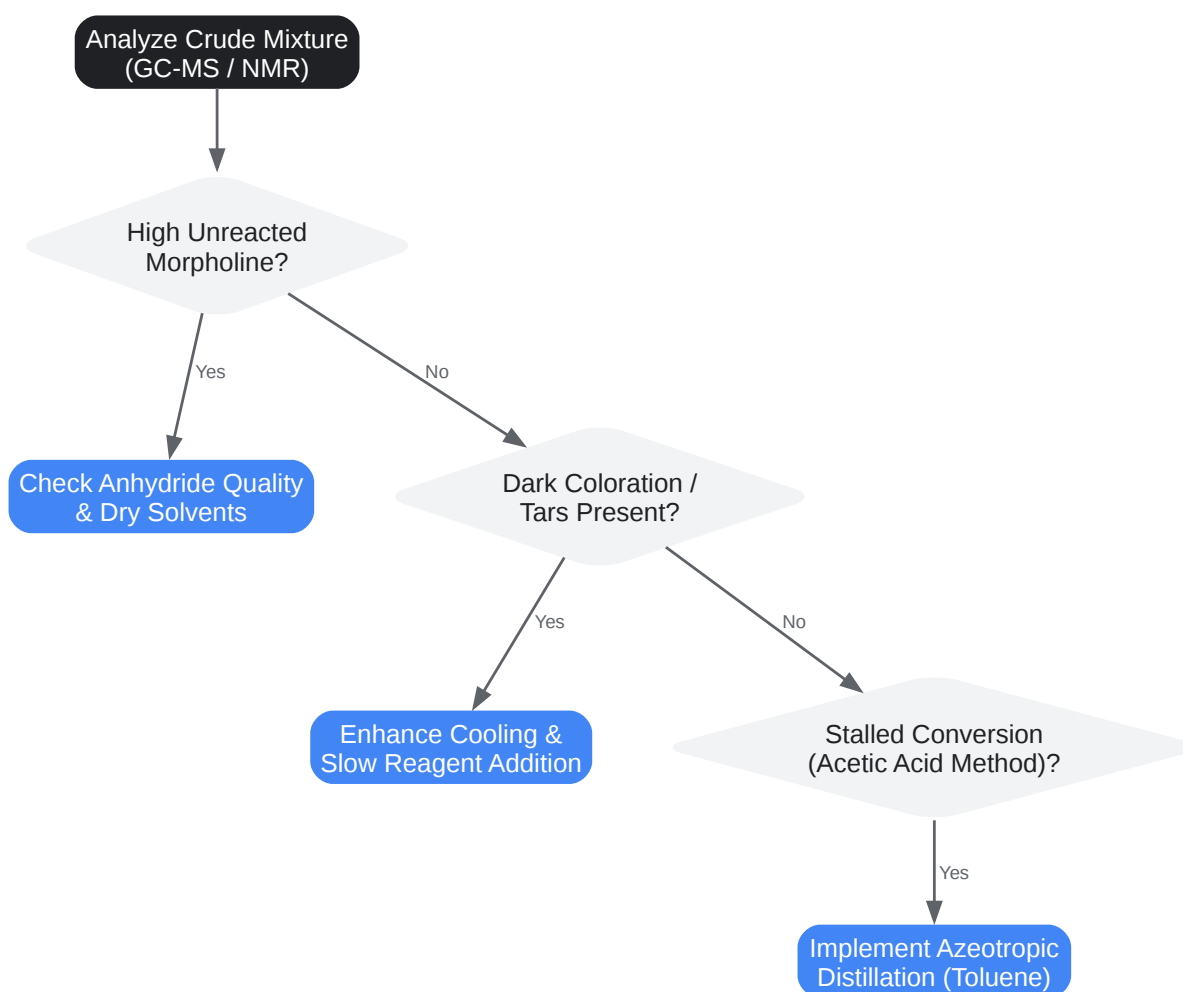 Analyze Crude Mixture
(GC-MS / NMR)
High Unreacted
Morpholine?
Yes
No
Check Anhydride Quality
& Dry Solvents
Dark Coloration /
Tars Present?
Yes
No
Enhance Cooling &
Slow Reagent Addition
Stalled Conversion
(Acetic Acid Method)?
Yes
Implement Azeotropic
Distillation (Toluene)